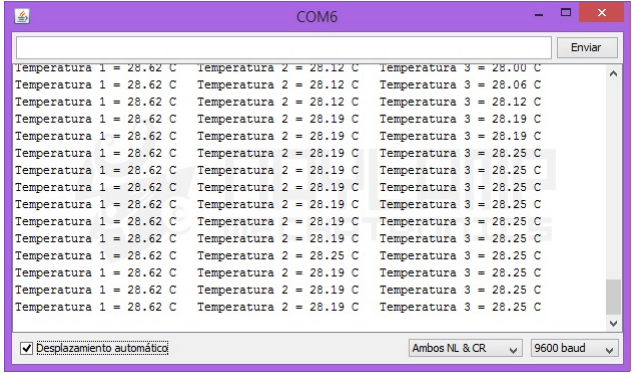 COM6
Enviar
Temperatura 1 = 28.62 C Temperatura 2 = 28.12 C Temperatura 3 = 28.00 C
Temperatura 1 = 28.62 C Temperatura 2 = 28.12 C Temperatura 3 = 28.06 C
Temperatura 1 = 28.62 C Temperatura 2 = 28.12 C Temperatura 3 = 28.12 C
Temperatura 1 = 28.62 C Temperatura 2 = 28.19 C Temperatura 3 = 28.19 C
Temperatura 1 = 28.62 C Temperatura 2 = 28.19 C Temperatura 3 = 28.19 C
Temperatura 1 = 28.62 C Temperatura 2 = 28.19 C Temperatura 3 = 28.25 C
Temperatura 1 = 28.62 C Temperatura 2 = 28.19 C Temperatura 3 = 28.25 C
Temperatura 1 = 28.62 C Temperatura 2 = 28.19 C Temperatura 3 = 28.25 C
Temperatura 1 = 28.62 C Temperatura 2 = 28.19 C Temperatura 3 = 28.25 C
Temperatura 1 = 28.62 C Temperatura 2 = 28.19 C Temperatura 3 = 28.25 C
Temperatura 1 = 28.62 C Temperatura 2 = 28.19 C Temperatura 3 = 28.25 C
Temperatura 1 = 28.62 C Temperatura 2 = 28.25 C Temperatura 3 = 28.25 C
Temperatura 1 = 28.62 C Temperatura 2 = 28.19 C Temperatura 3 = 28.25 C
Temperatura 1 = 28.62 C Temperatura 2 = 28.19 C Temperatura 3 = 28.25 C
Temperatura 1 = 28.62 C Temperatura 2 = 28.19 C Temperatura 3 = 28.25 C
Desplazamiento automático Ambos NL & CR 9600 baud